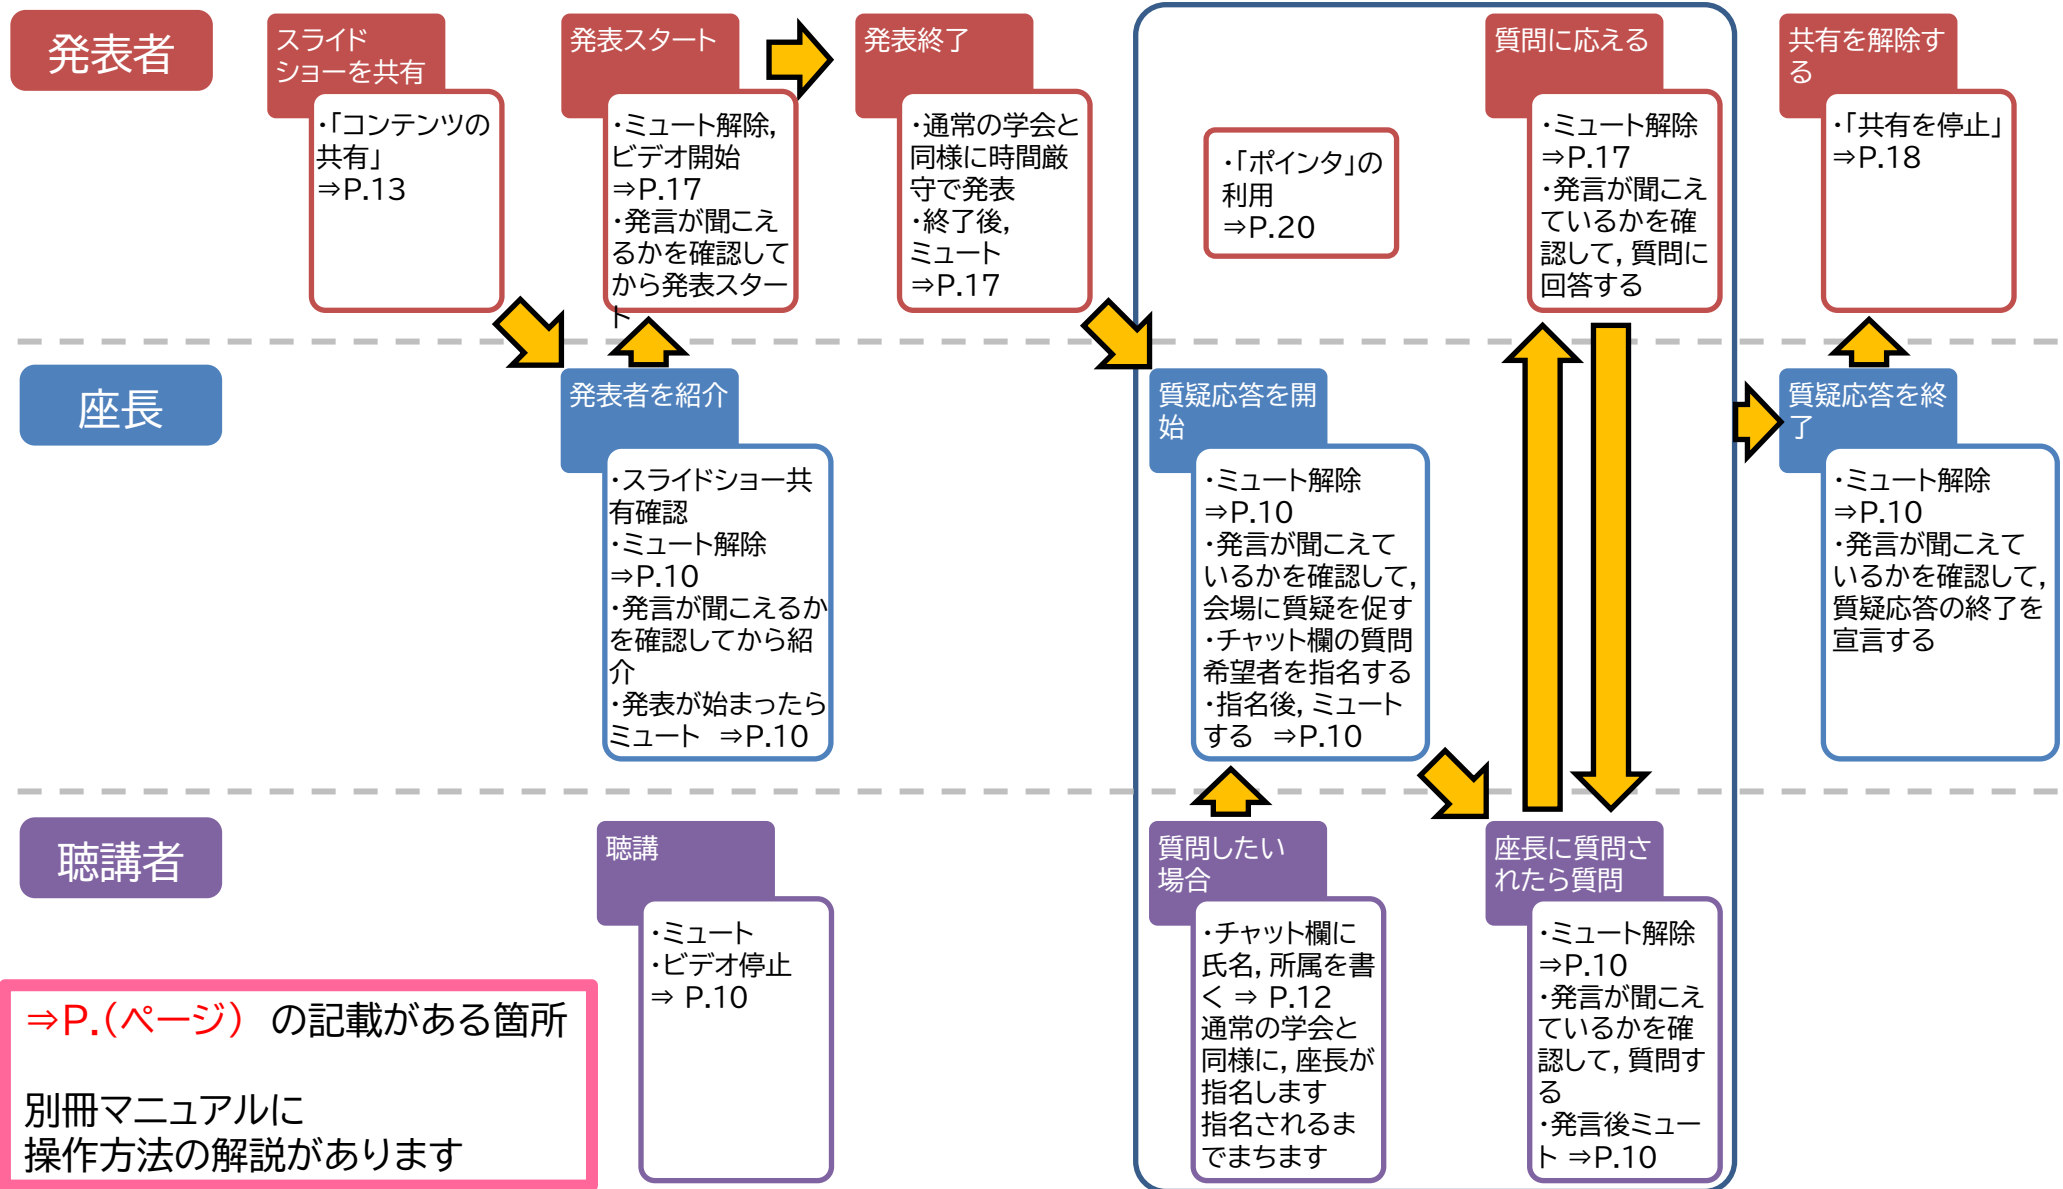 発表者
スライド
ショーを共有
・「コンテンツの
共有」
⇒P.13
発表スタート
・ミュート解除,
ビデオ開始
⇒P.17
・発言が聞こえ
るかを確認して
から発表スター
ト
発表終了
・通常の学会と
同様に時間厳
守で発表
・終了後,
ミュート
⇒P.17
・「ポインタ」の
利用
⇒P.20
質問に応える
・ミュート解除
⇒P.17
・発言が聞こえ
ているかを確
認して, 質問に
回答する
共有を解除す
る
・「共有を停止」
⇒P.18
座長
発表者を紹介
・スライドショー共
有確認
・ミュート解除
⇒P.10
・発言が聞こえるか
を確認してから紹
介
・発表が始まったら
ミュート ⇒P.10
質疑応答を開
始
・ミュート解除
⇒P.10
・発言が聞こえて
いるかを確認して,
会場に質疑を促す
・チャット欄の質問
希望者を指名する
・指名後, ミュート
する ⇒P.10
質疑応答を終
了
・ミュート解除
⇒P.10
・発言が聞こえて
いるかを確認して,
質疑応答の終了を
宣言する
聴講者
聴講
・ミュート
・ビデオ停止
⇒ P.10
質問したい
場合
・チャット欄に
氏名, 所属を書
く ⇒ P.12
通常の学会と
同様に, 座長が
指名します
指名されるま
でまちます
座長に質問さ
れたら質問
・ミュート解除
⇒P.10
・発言が聞こえ
ているかを確
認して, 質問す
る
・発言後ミュー
ト ⇒P.10
⇒P.(ページ) の記載がある箇所
別冊マニュアルに
操作方法の解説があります